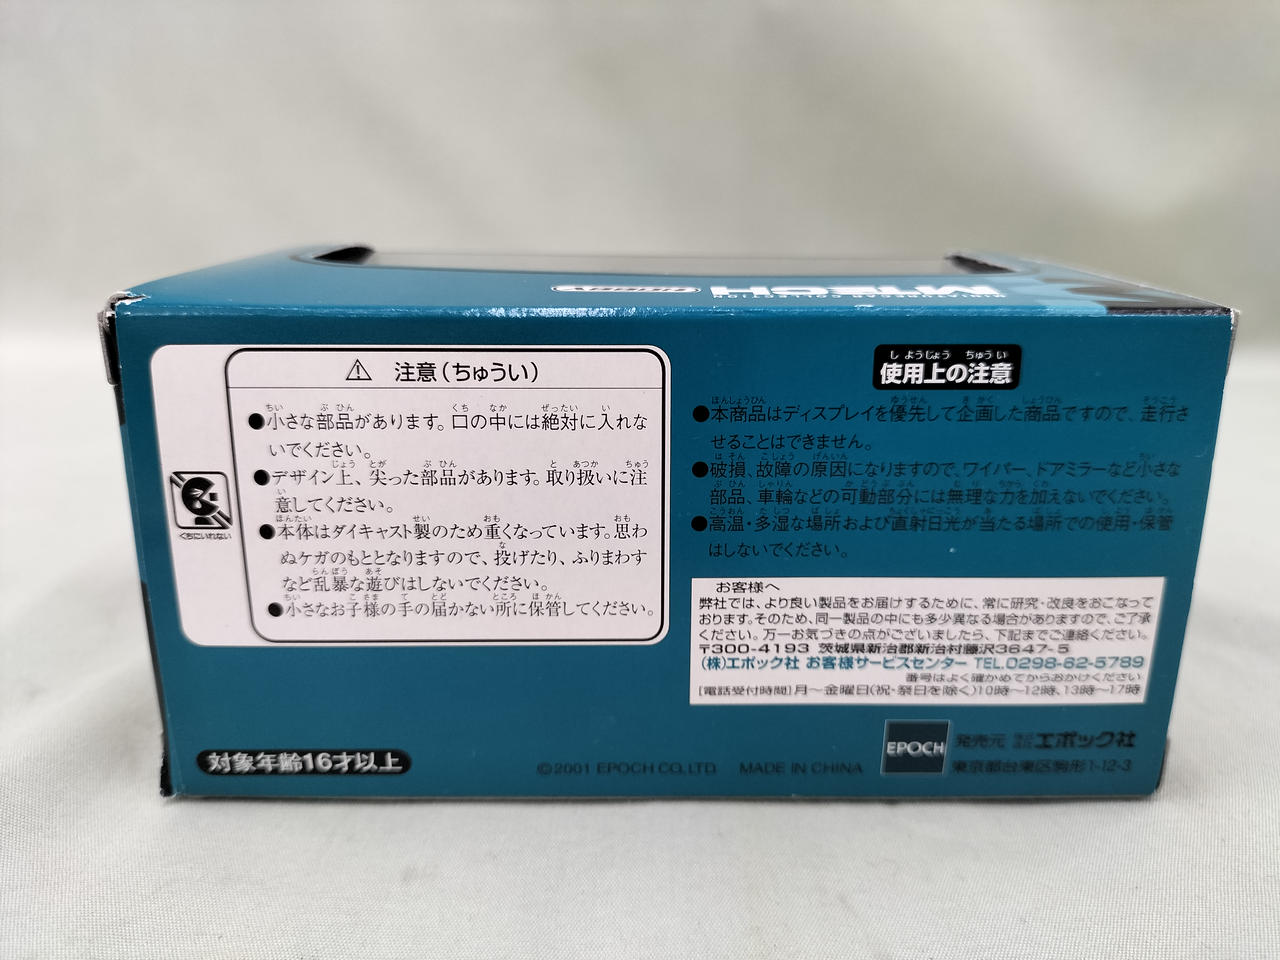 M-TECH
MINIATURECAR COLLECTION
⚠ 注意(ちゅうい)
●小さな部品があります。口の中には絶対に入れな
いでください。
●デザイン上、尖った部品があります。取り扱いに注
意してください。
●本体はダイキャスト製のため重くなっています。思わ
ぬケガのもととなりますので、投げたり、ふりまわす
など乱暴な遊びはしないでください。
●小さなお子様の手の届かない所に保管してください。
くちにいれない
対象年齢16才以上
使用上の注意
●本商品はディスプレイを優先して企画した商品ですので、走行さ
せることはできません。
●破損、故障の原因になりますので、ワイパー、ドアミラーなど小さな
部品、車輪などの可動部分には無理な力を加えないでください。
●高温・多湿な場所および直射日光が当たる場所での使用・保管
はしないでください。
お客様へ
弊社では、より良い製品をお届けするために、常に研究・改良をおこなって
おります。そのため、同一製品の中にも多少異なる場合がありますので、ご了承
ください。万一お気づきの点がございましたら、下記までご連絡ください。
〒300-4193 茨城県新治郡新治村藤沢3647-5
(株)エポック社 お客様サービスセンター TEL.0298-62-5789
番号はよく確かめてからおかけください
[電話受付時間]月〜金曜日(祝・祭日を除く)10時〜12時、13時〜17時
©2001 EPOCH CO.,LTD. MADE IN CHINA
EPOCH
発売元 株式会社エポック社
東京都台東区駒形1-12-3